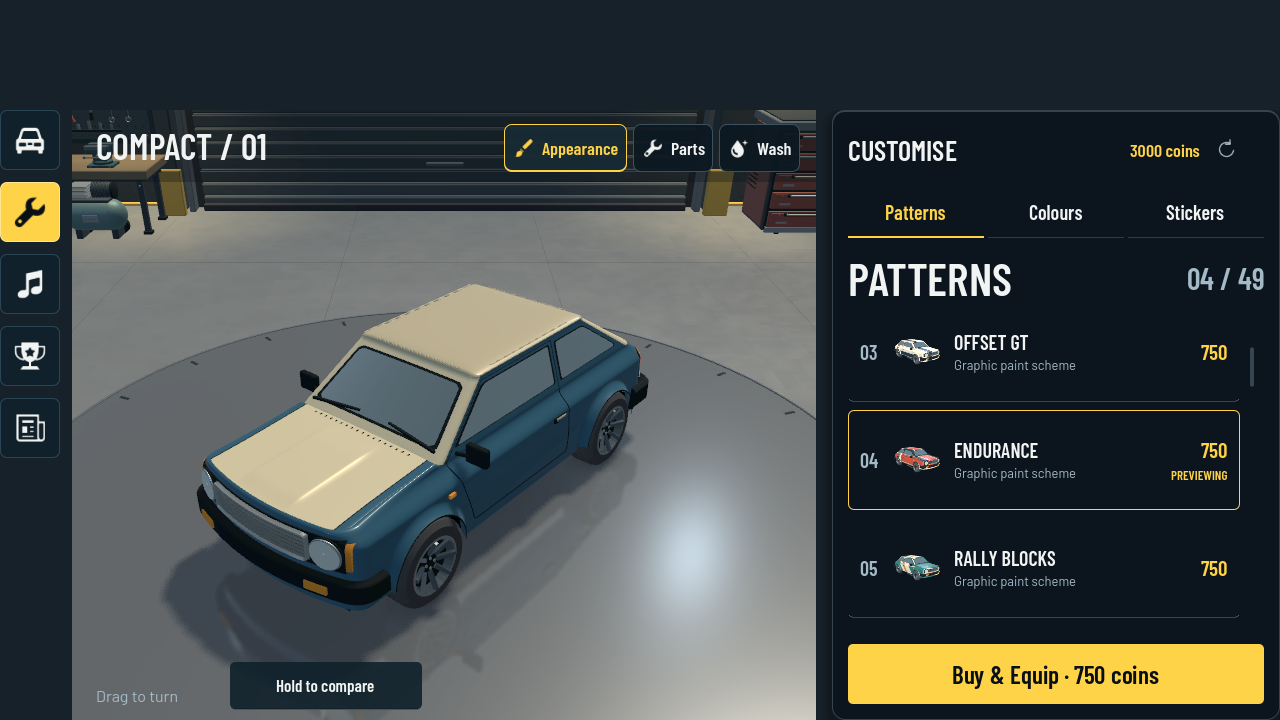 COMPACT / 01
Appearance
Parts
Wash
Drag to turn
Hold to compare
CUSTOMISE
3000 coins
Patterns
Colours
Stickers
PATTERNS
04 / 49
03
OFFSET GT
Graphic paint scheme
750
04
ENDURANCE
Graphic paint scheme
750
PREVIEWING
05
RALLY BLOCKS
Graphic paint scheme
750
Buy & Equip · 750 coins